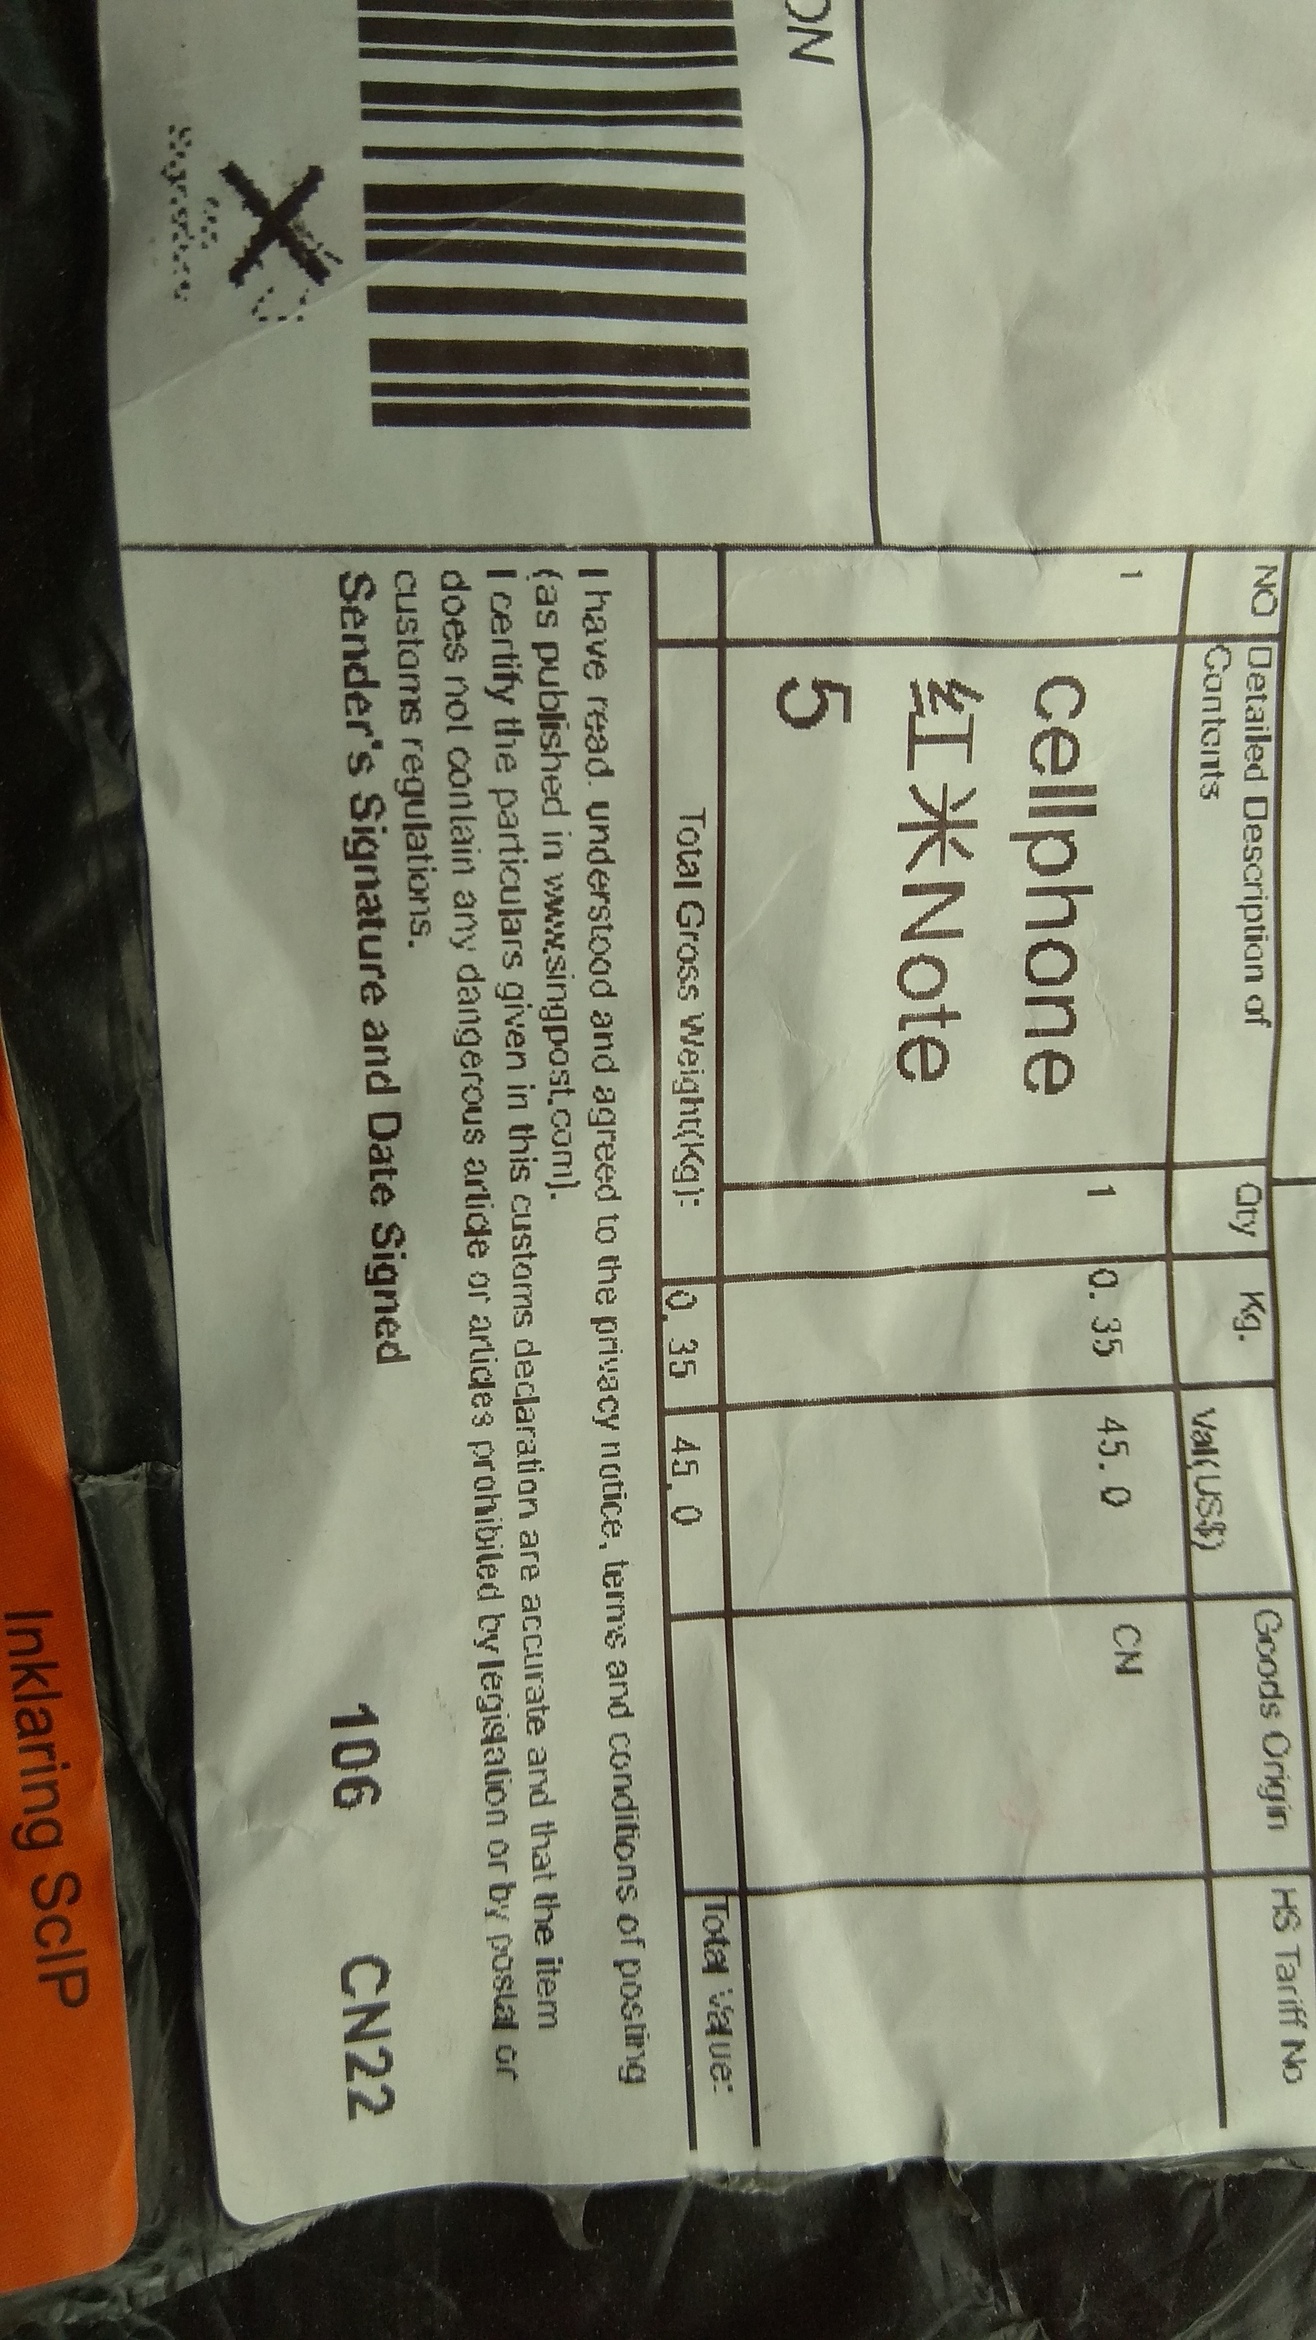 ON
NO Detailed Description of Contents Qty Kg. Val(US$) Goods Origin HS Tariff No
1 cellphone 1 0.35 45.0 CN
红米Note
5
Total Gross Weight(Kg): 0.35 45.0 Total Value:
I have read, understood and agreed to the privacy notice, terms and conditions of posting
(as published in www.singpost.com).
I certify the particulars given in this customs declaration are accurate and that the item
does not contain any dangerous article or articles prohibited by legislation or by postal or
customs regulations.
Sender's Signature and Date Signed
106 CN22
Inklaring ScIP